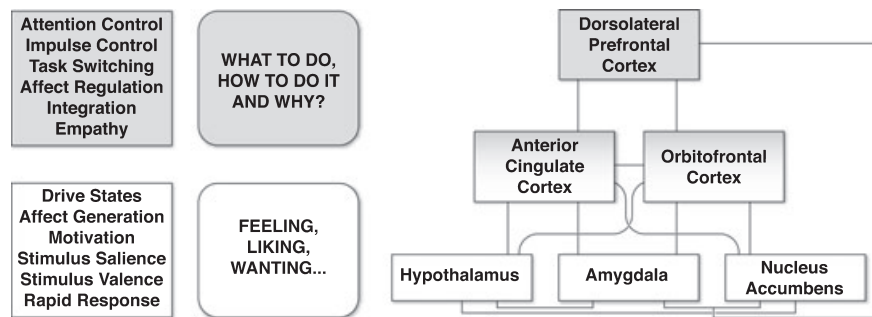 Attention Control
Impulse Control
Task Switching
Affect Regulation
Integration
Empathy
WHAT TO DO,
HOW TO DO IT
AND WHY?
Dorsolateral
Prefrontal
Cortex
Anterior
Cingulate
Cortex
Orbitofrontal
Cortex
Drive States
Affect Generation
Motivation
Stimulus Salience
Stimulus Valence
Rapid Response
FEELING,
LIKING,
WANTING...
Hypothalamus
Amygdala
Nucleus
Accumbens